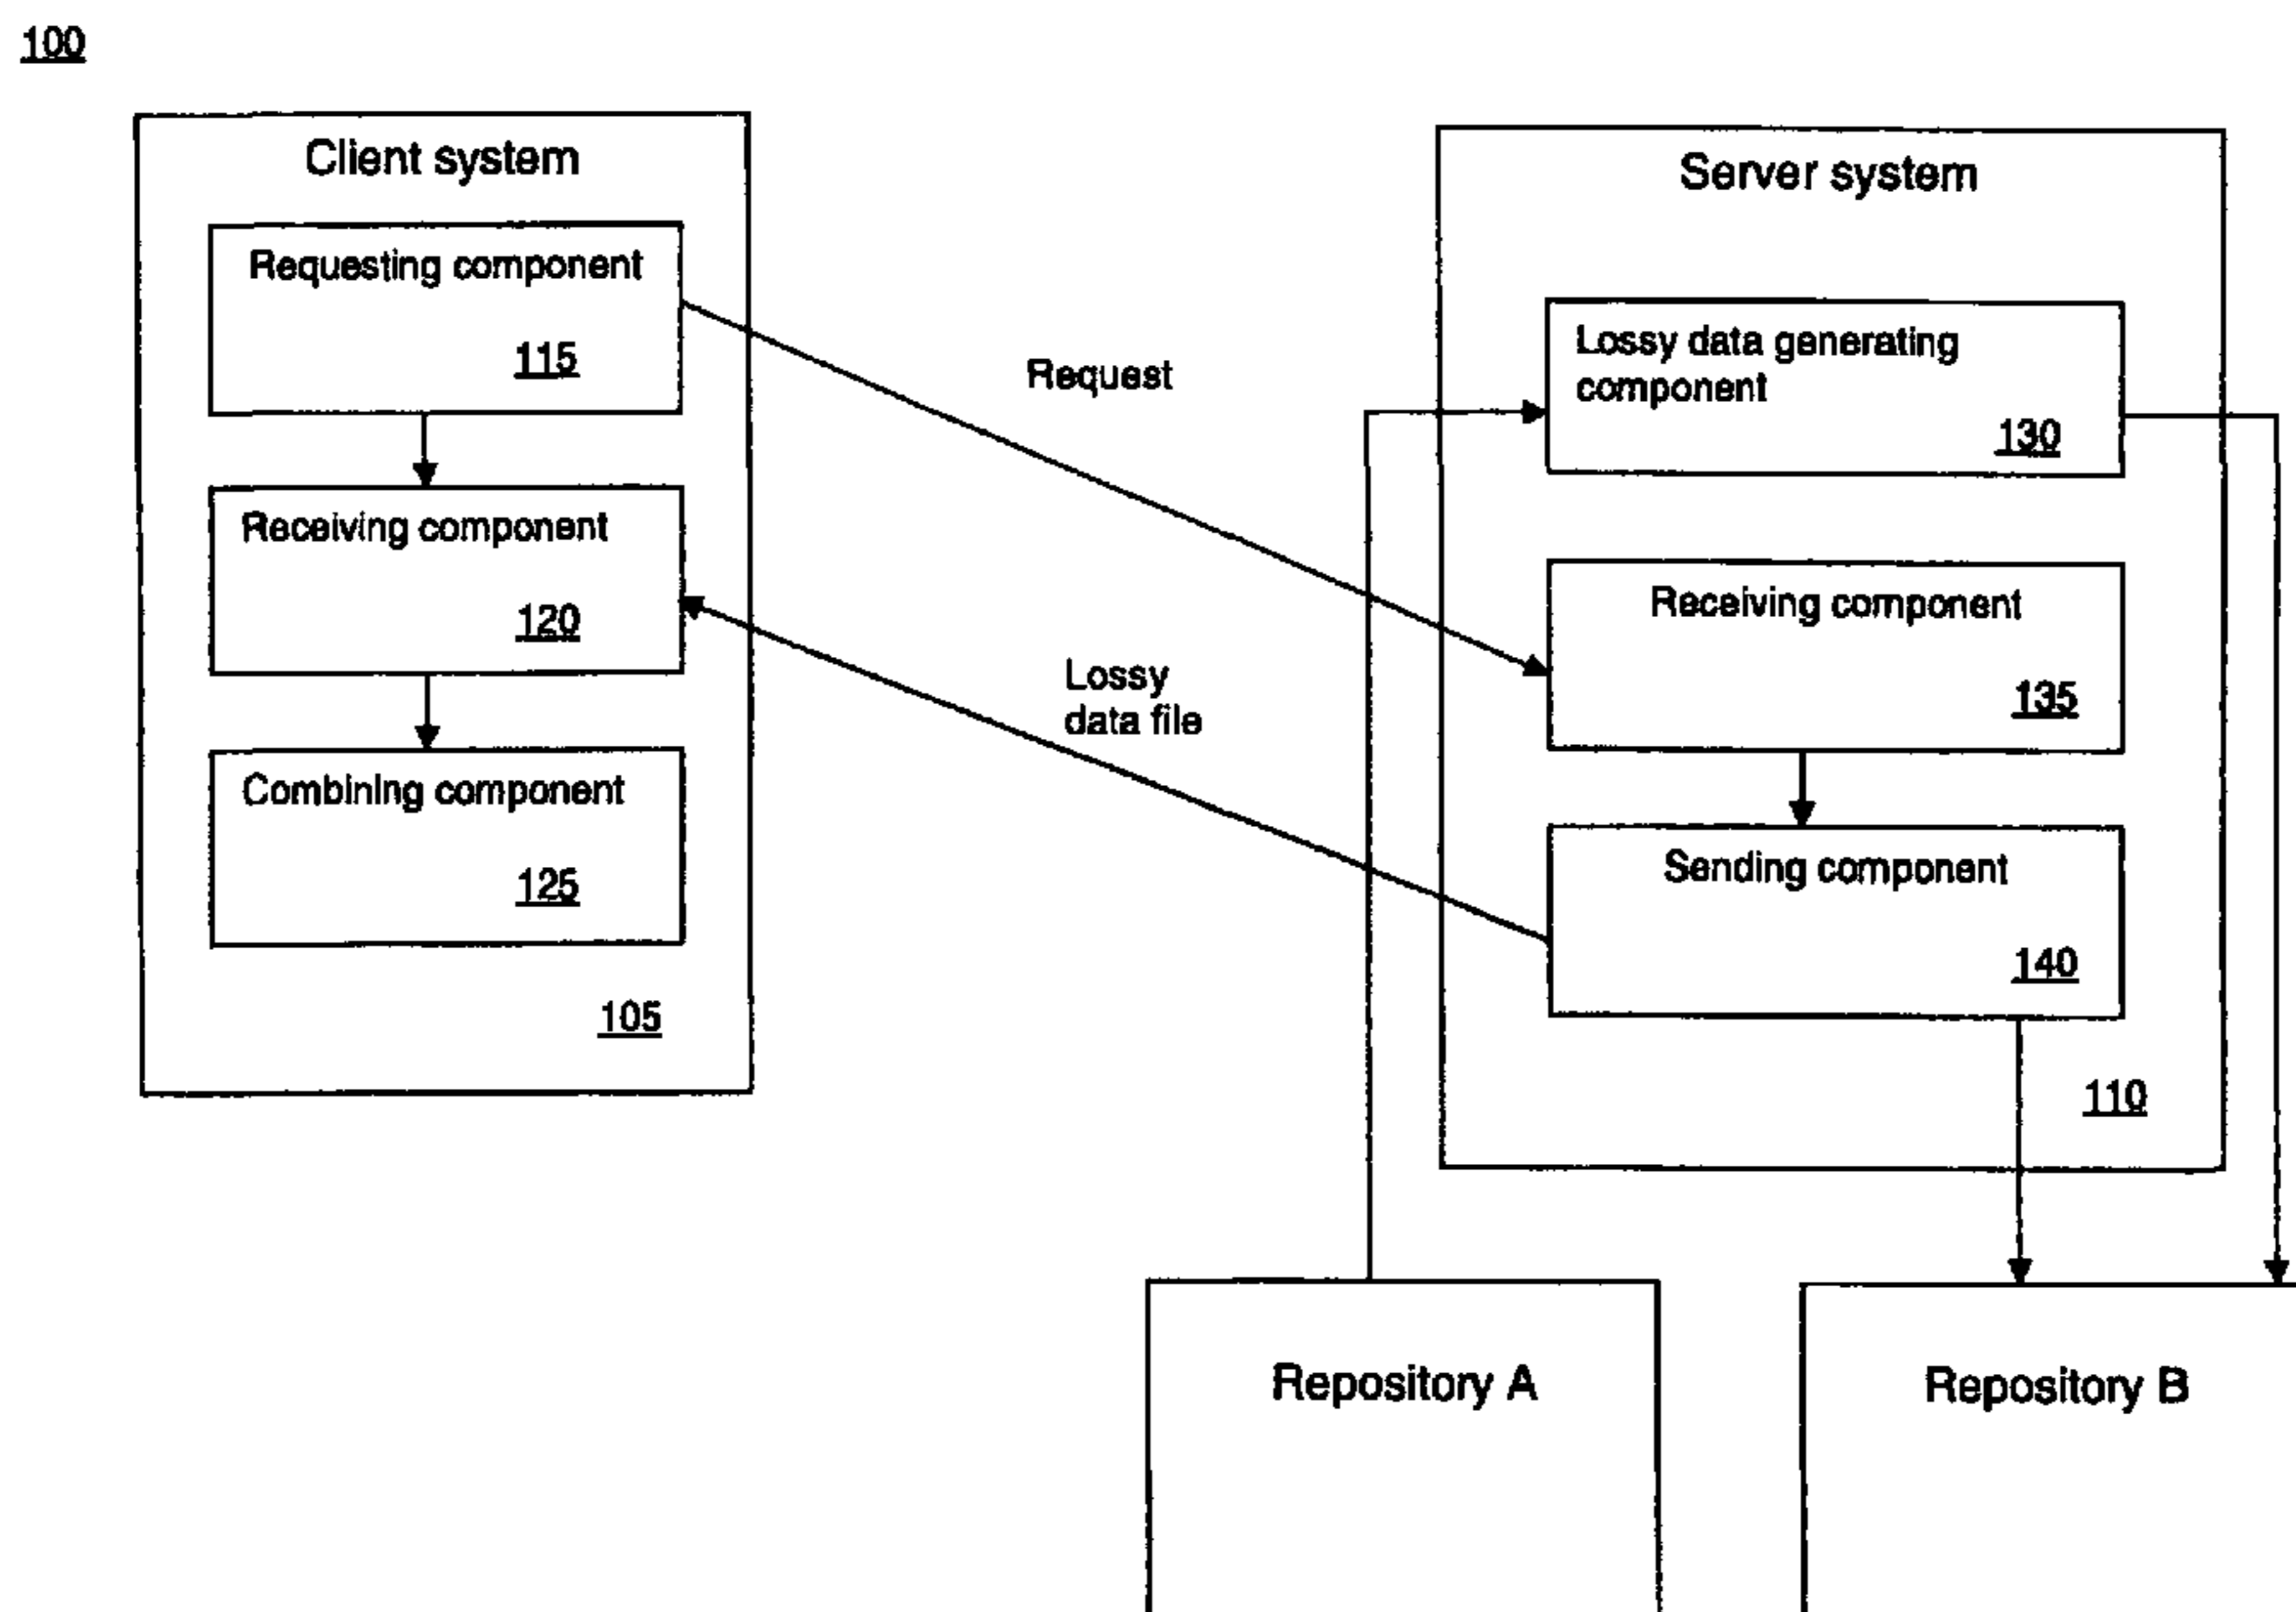 100
Client system
Requesting component
115
Receiving component
120
Combining component
125
105
Request
Lossy
data file
Server system
Lossy data generating
component
130
Receiving component
135
Sending component
140
110
Repository A
Repository B